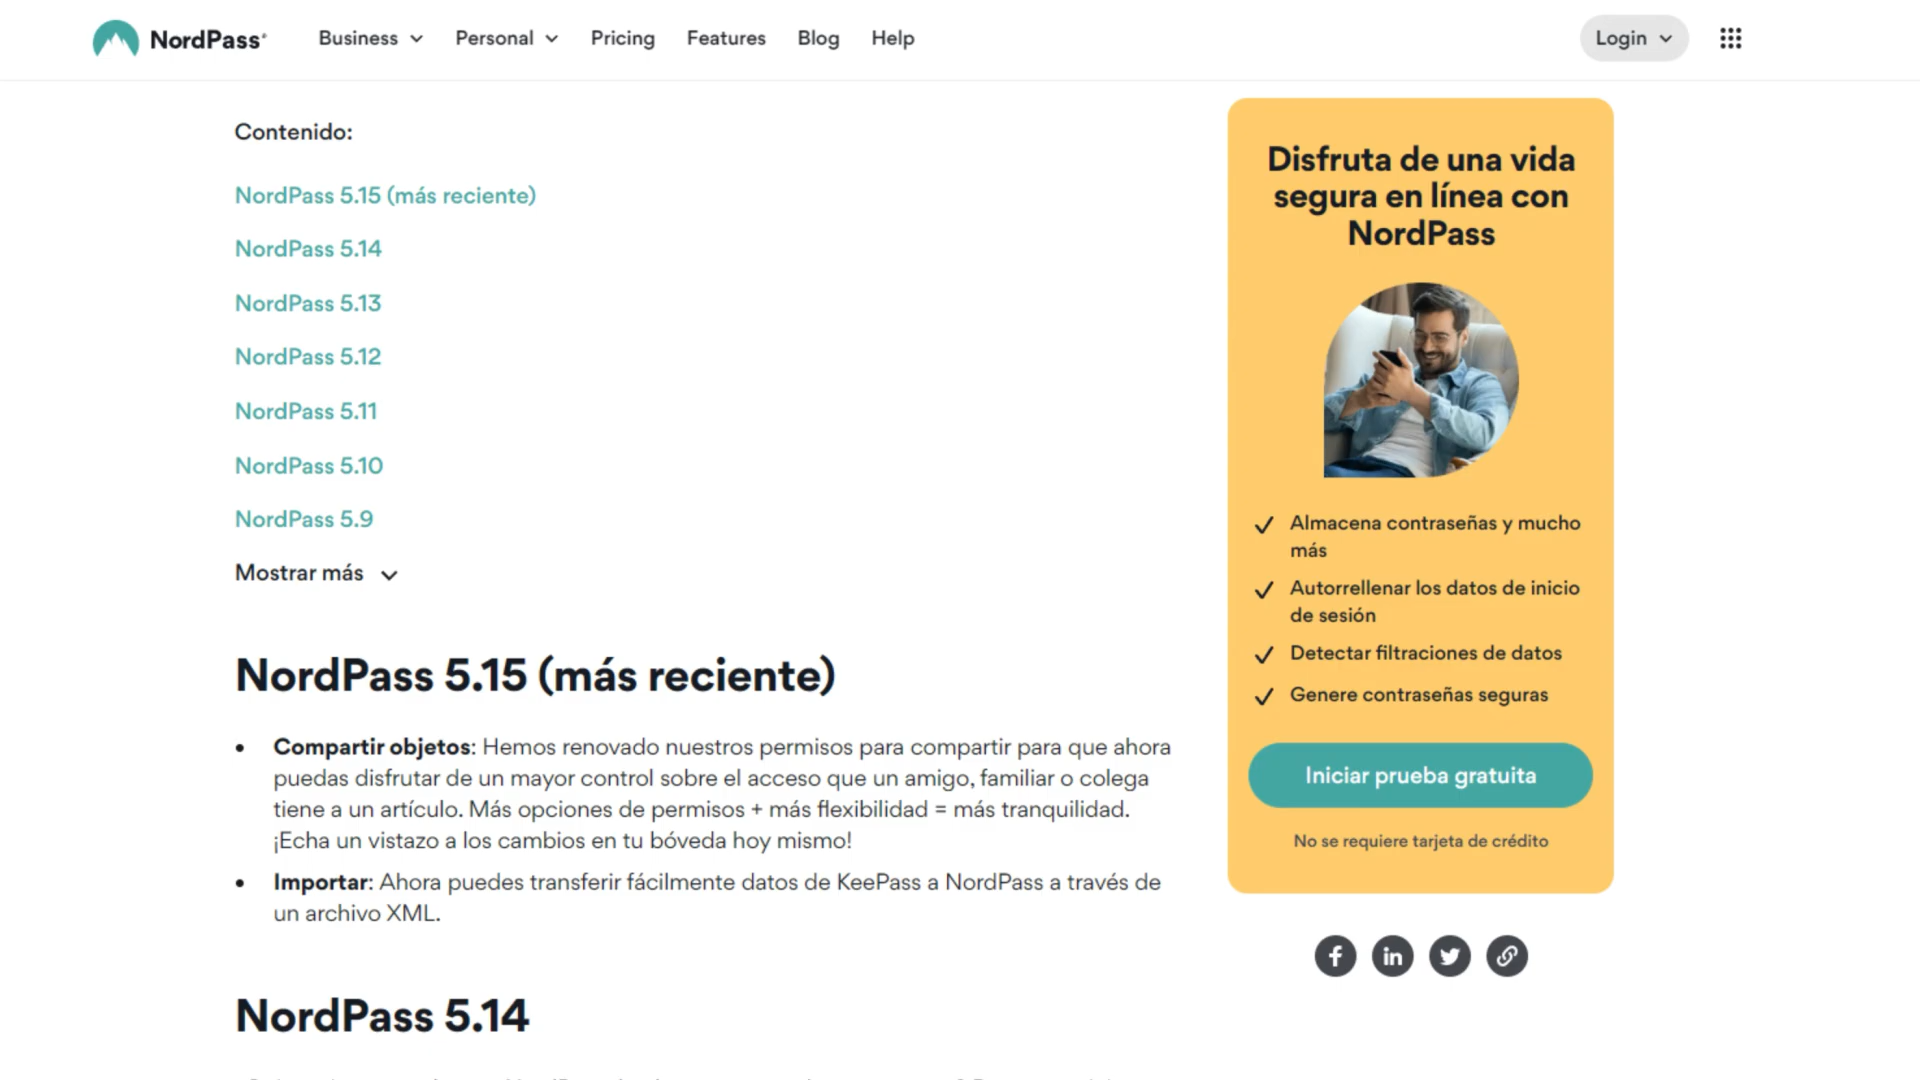 NordPass®
Business
Personal
Pricing
Features
Blog
Help
Login
Contenido:
NordPass 5.15 (más reciente)
NordPass 5.14
NordPass 5.13
NordPass 5.12
NordPass 5.11
NordPass 5.10
NordPass 5.9
Mostrar más
NordPass 5.15 (más reciente)
• Compartir objetos: Hemos renovado nuestros permisos para compartir para que ahora
puedas disfrutar de un mayor control sobre el acceso que un amigo, familiar o colega
tiene a un artículo. Más opciones de permisos + más flexibilidad = más tranquilidad.
¡Echa un vistazo a los cambios en tu bóveda hoy mismo!
• Importar: Ahora puedes transferir fácilmente datos de KeePass a NordPass a través de
un archivo XML.
NordPass 5.14
Disfruta de una vida
segura en línea con
NordPass
Almacena contraseñas y mucho
más
Autorrellenar los datos de inicio
de sesión
Detectar filtraciones de datos
Genere contraseñas seguras
Iniciar prueba gratuita
No se requiere tarjeta de crédito